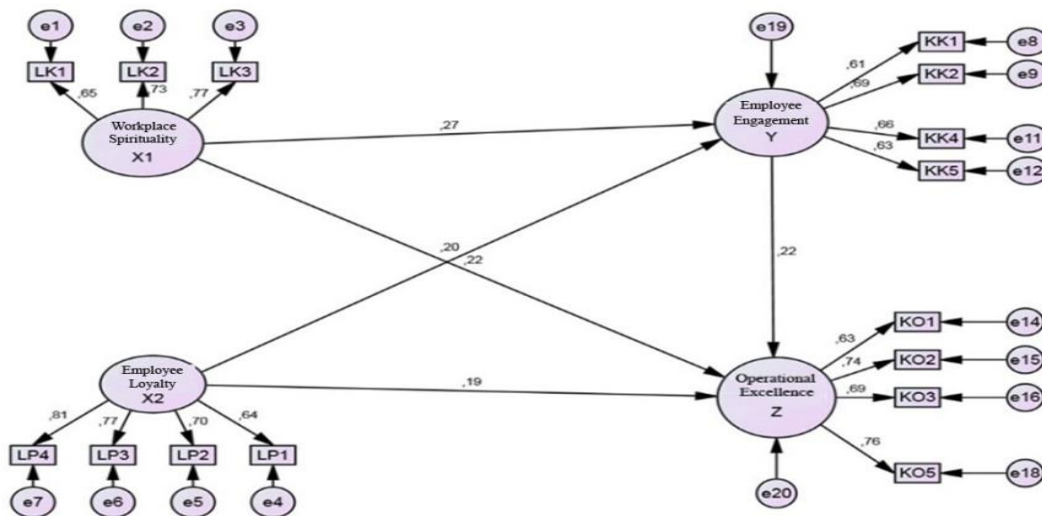 e1
e2
e3
LK1
LK2
LK3
,65
,73
,77
Workplace
Spirituality
X1
e19
Employee
Engagement
Y
,61
KK1
e8
,69
KK2
e9
,66
KK4
e11
,63
KK5
e12
,27
,20
,22
,22
Employee
Loyalty
X2
,19
,81
,77
,70
,64
LP4
LP3
LP2
LP1
e7
e6
e5
e4
Operational
Excellence
Z
,63
KO1
e14
,74
KO2
e15
,69
KO3
e16
,76
KO5
e18
e20